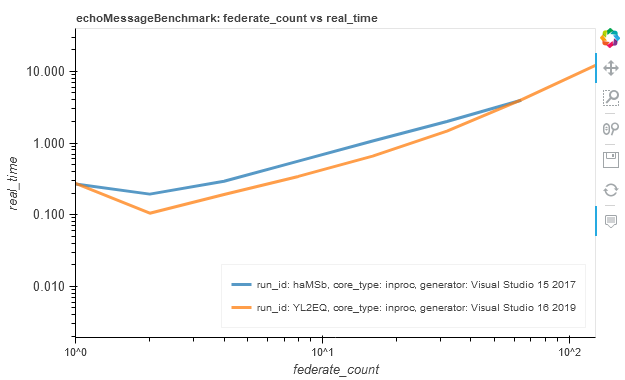 echoMessageBenchmark: federate_count vs real_time
10.000
1.000
0.100
0.010
real_time
run_id: haMSb, core_type: inproc, generator: Visual Studio 15 2017
run_id: YL2EQ, core_type: inproc, generator: Visual Studio 16 2019
10^0
10^1
10^2
federate_count